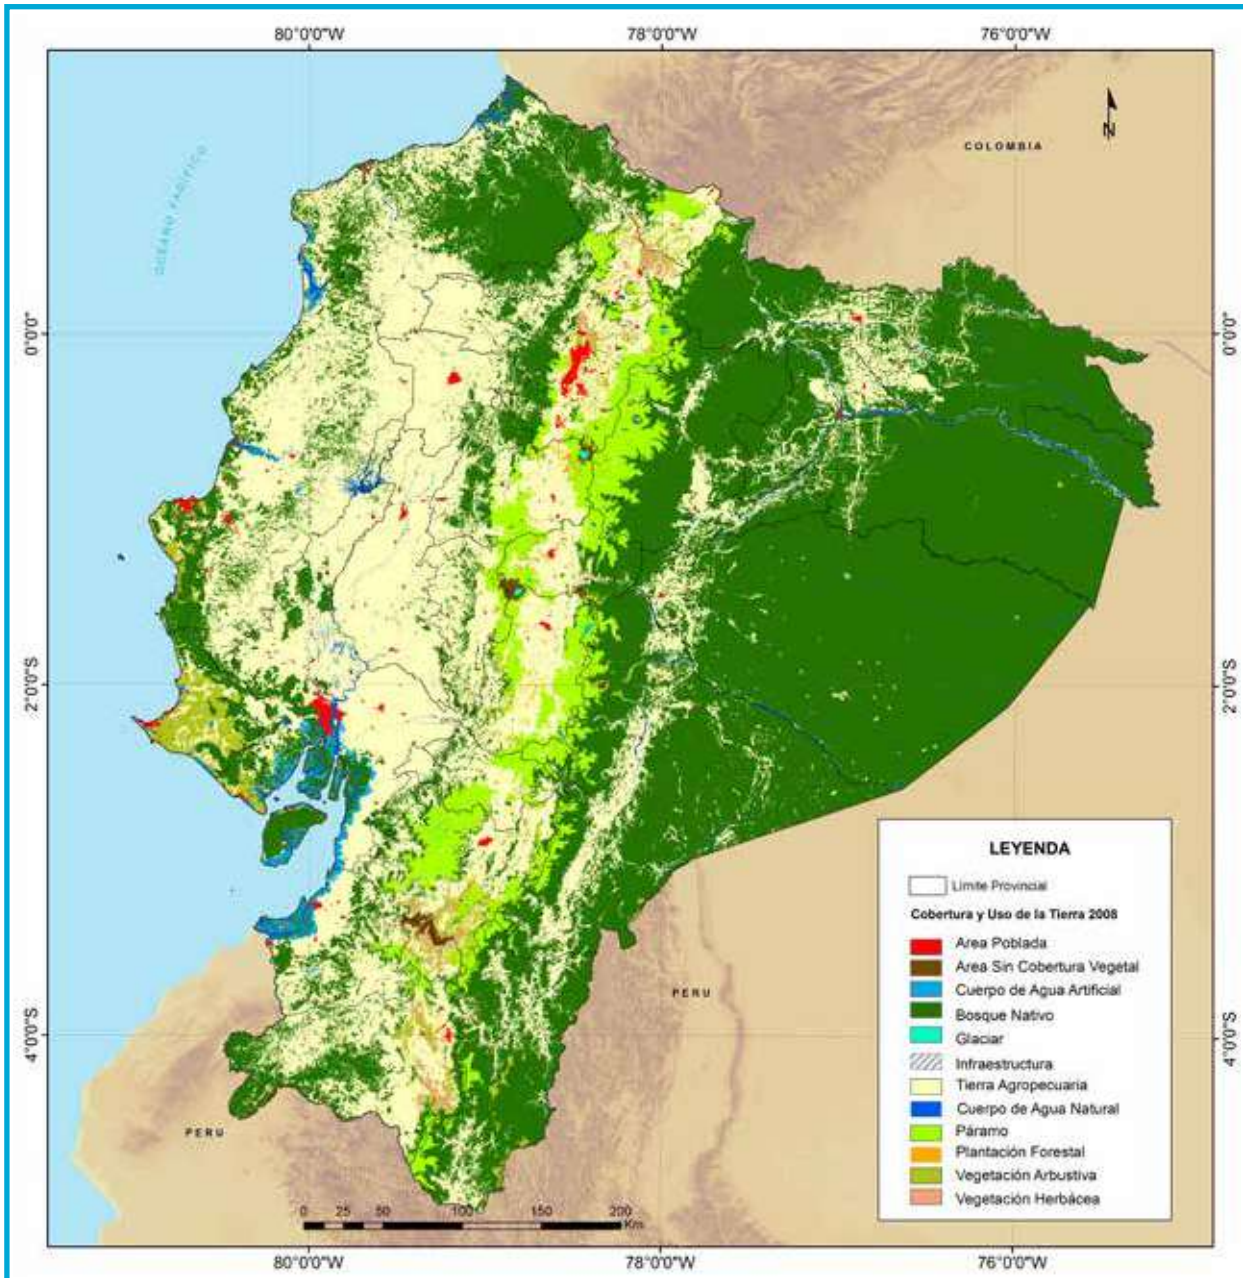 80°0'0"W 78°0'0"W 76°0'0"W
COLOMBIA
N
OCEANO PACIFICO
0°0'0" 0°0'0"
2°0'0"S 2°0'0"S
4°0'0"S 4°0'0"S
PERU
PERU
LEYENDA
Límite Provincial
Cobertura y Uso de la Tierra 2008
Area Poblada
Area Sin Cobertura Vegetal
Cuerpo de Agua Artificial
Bosque Nativo
Glaciar
Infraestructura
Tierra Agropecuaria
Cuerpo de Agua Natural
Páramo
Plantación Forestal
Vegetación Arbustiva
Vegetación Herbácea
0 25 50 100 150 200
Km
80°0'0"W 78°0'0"W 76°0'0"W